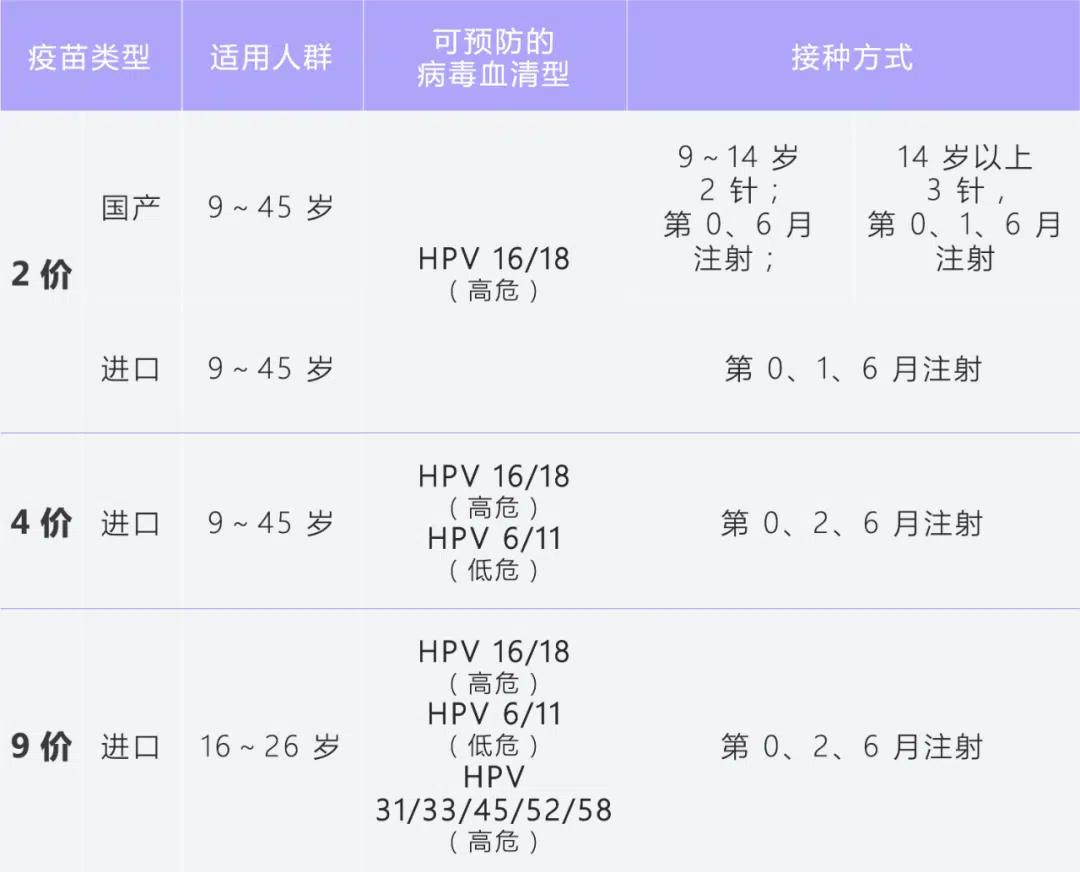 疫苗类型
适用人群
可预防的
病毒血清型
接种方式
2 价
国产
9～45 岁
HPV 16/18
（高危）
9～14 岁
2 针；
第 0、6 月
注射；
14 岁以上
3 针，
第 0、1、6 月
注射
进口
9～45 岁
第 0、1、6 月注射
4 价
进口
9～45 岁
HPV 16/18
（高危）
HPV 6/11
（低危）
第 0、2、6 月注射
9 价
进口
16～26 岁
HPV 16/18
（高危）
HPV 6/11
（低危）
HPV
31/33/45/52/58
（高危）
第 0、2、6 月注射